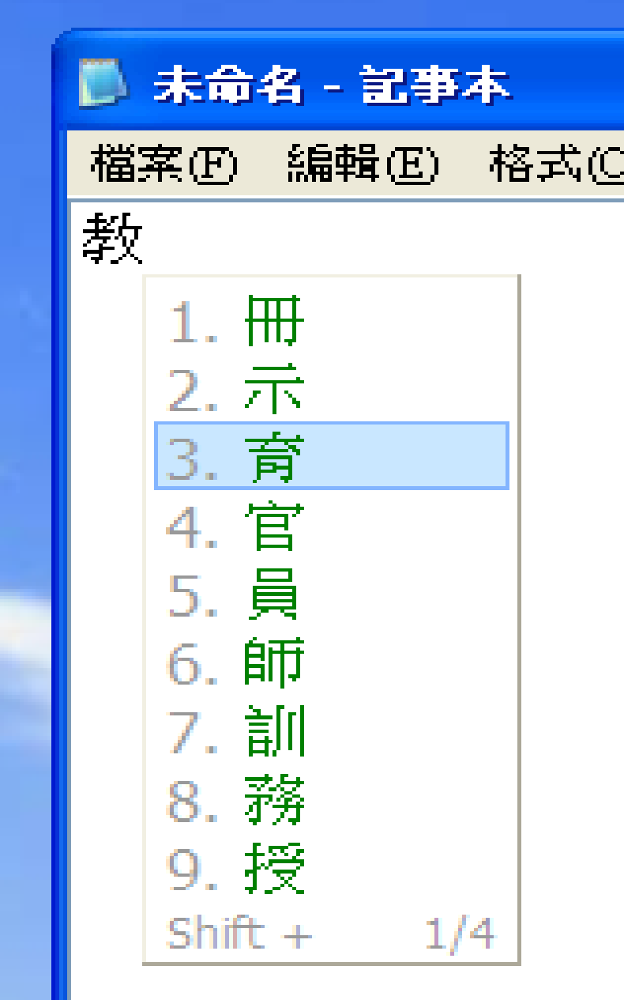 未命名 - 記事本
檔案(F) 編輯(E) 格式(O
教
1. 冊
2. 示
3. 育
4. 官
5. 員
6. 師
7. 訓
8. 務
9. 授
Shift + 1/4